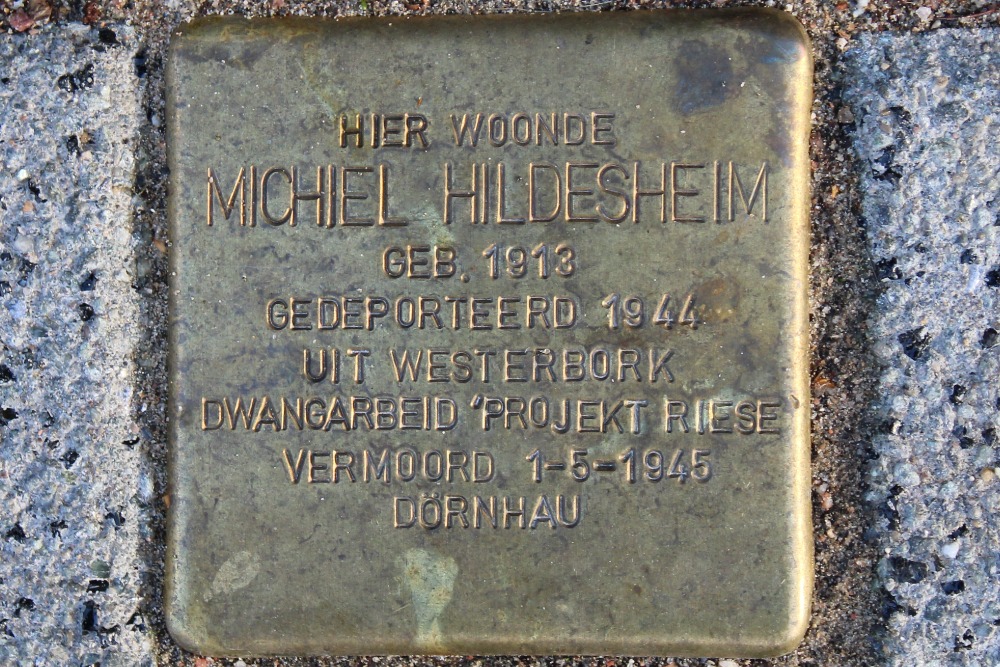 HIER WOONDE
MICHIEL HILDESHEIM
GEB. 1913
GEDEPORTEERD 1944
UIT WESTERBORK
DWANGARBEID "PROJEKT RIESE"
VERMOORD 1-5-1945
DÖRNHAU